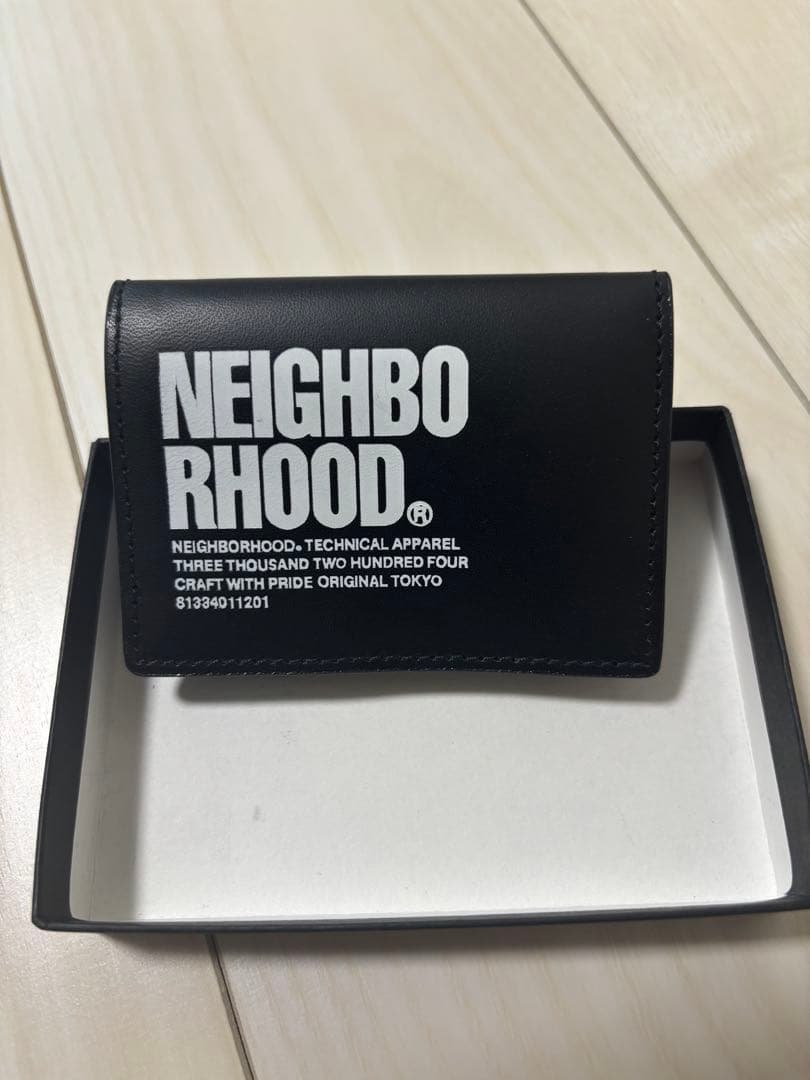 NEIGHBO
RHOOD®
NEIGHBORHOOD® TECHNICAL APPAREL
THREE THOUSAND TWO HUNDRED FOUR
CRAFT WITH PRIDE ORIGINAL TOKYO
81334011201